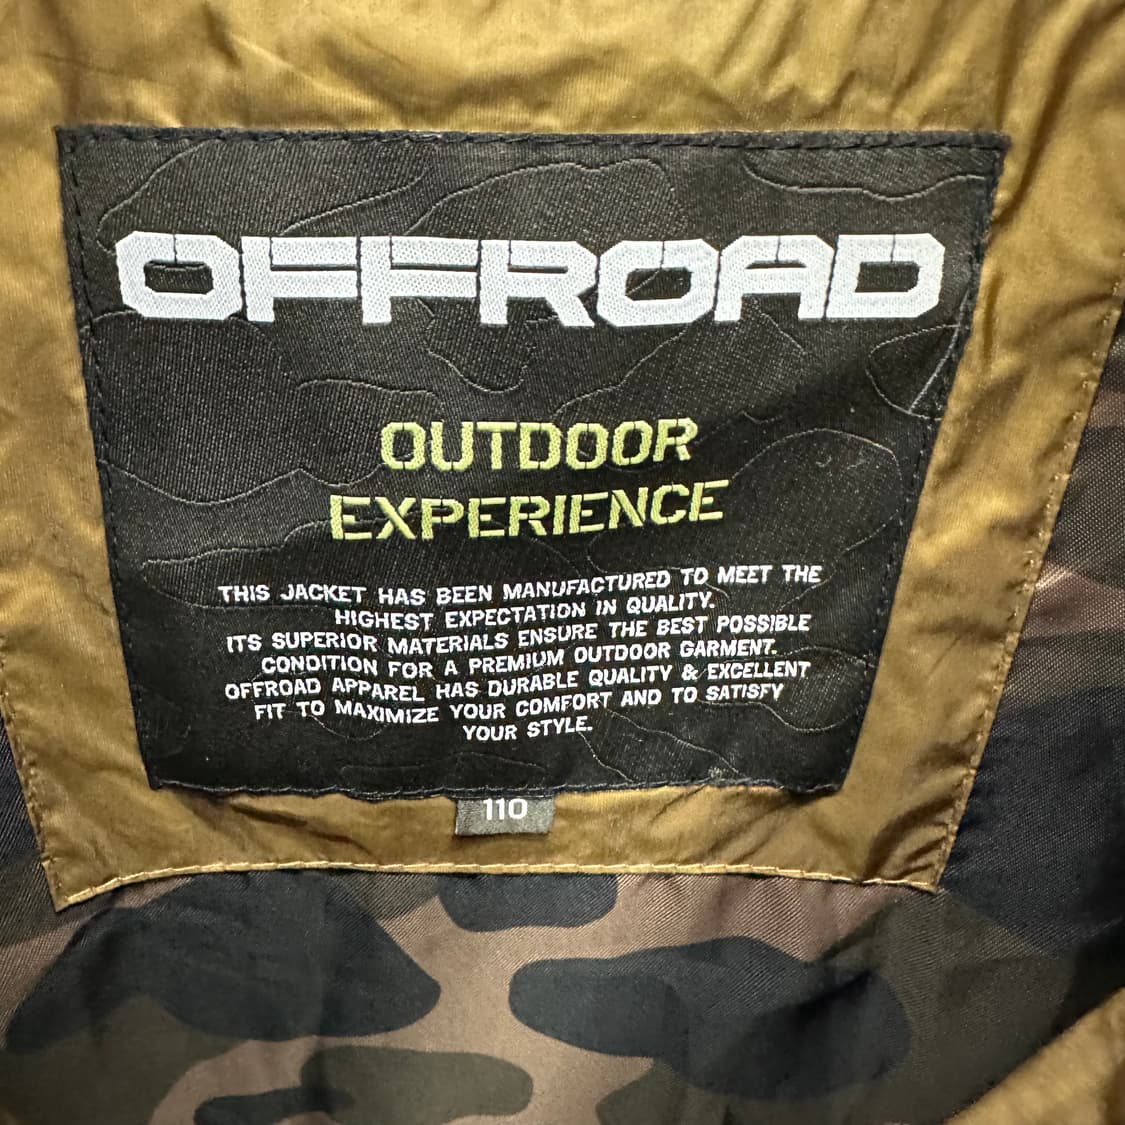 OFFROAD
OUTDOOR
EXPERIENCE
THIS JACKET HAS BEEN MANUFACTURED TO MEET THE
HIGHEST EXPECTATION IN QUALITY.
ITS SUPERIOR MATERIALS ENSURE THE BEST POSSIBLE
CONDITION FOR A PREMIUM OUTDOOR GARMENT.
OFFROAD APPAREL HAS DURABLE QUALITY & EXCELLENT
FIT TO MAXIMIZE YOUR COMFORT AND TO SATISFY
YOUR STYLE.
110